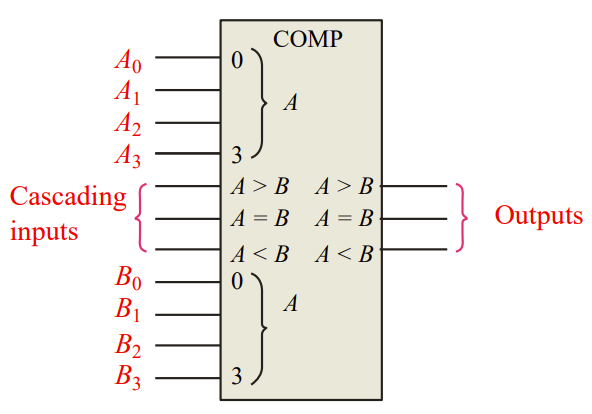 COMP
A0 0
A1
A
A2
A3 3
Cascading inputs
A > B A > B
A = B A = B
A < B A < B
Outputs
B0 0
B1
A
B2
B3 3